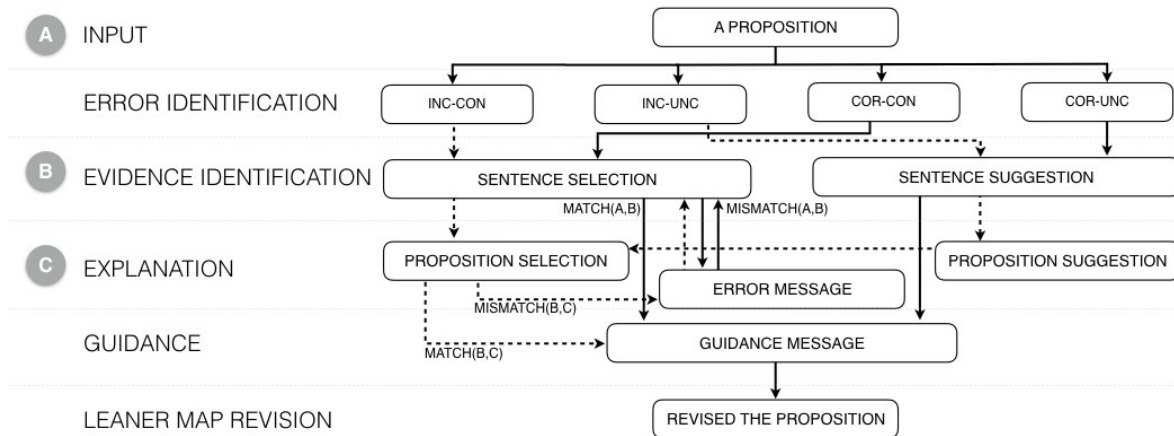 A INPUT
A PROPOSITION
ERROR IDENTIFICATION
INC-CON
INC-UNC
COR-CON
COR-UNC
B EVIDENCE IDENTIFICATION
SENTENCE SELECTION
SENTENCE SUGGESTION
MATCH(A,B)
MISMATCH(A,B)
C EXPLANATION
PROPOSITION SELECTION
PROPOSITION SUGGESTION
ERROR MESSAGE
MISMATCH(B,C)
GUIDANCE
GUIDANCE MESSAGE
MATCH(B,C)
LEANER MAP REVISION
REVISED THE PROPOSITION